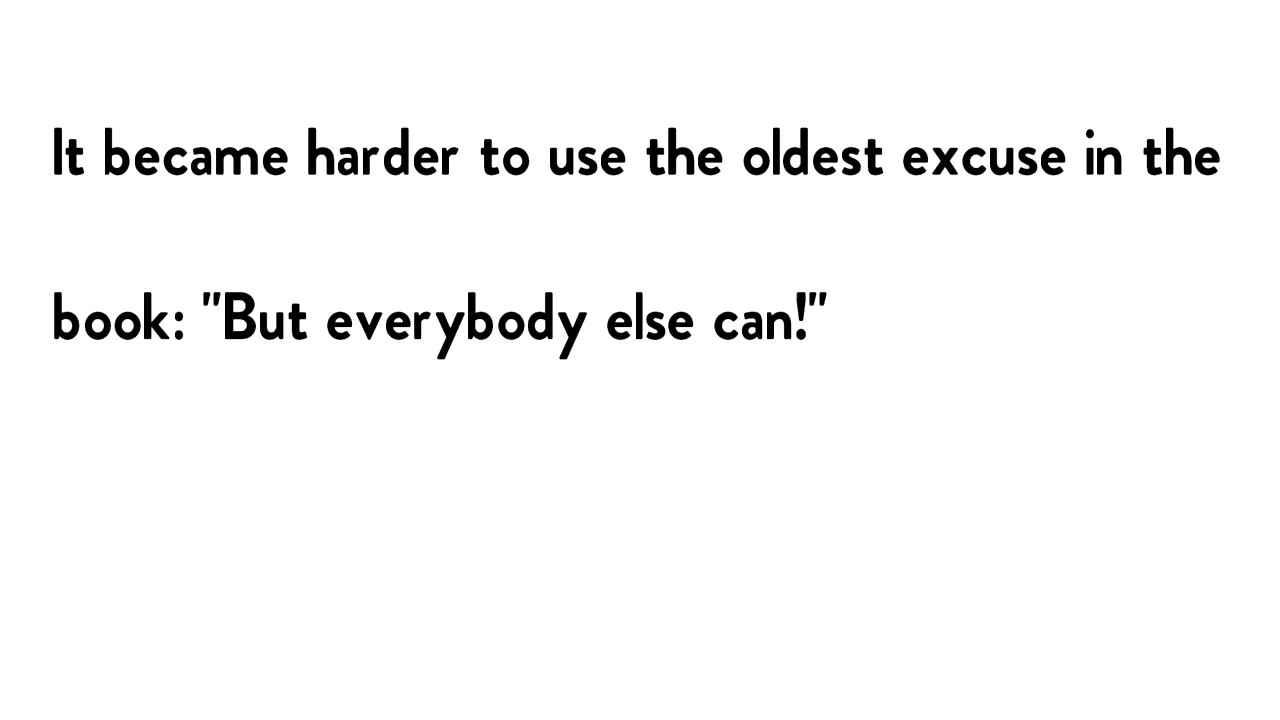 It became harder to use the oldest excuse in the
book: "But everybody else can!"